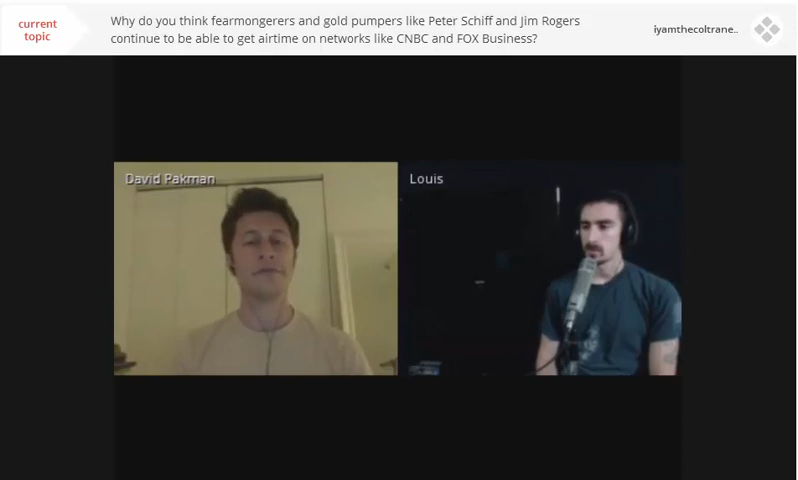 current
topic
Why do you think fearmongerers and gold pumpers like Peter Schiff and Jim Rogers
continue to be able to get airtime on networks like CNBC and FOX Business?
iyamthecoltrane..
David Pakman
Louis